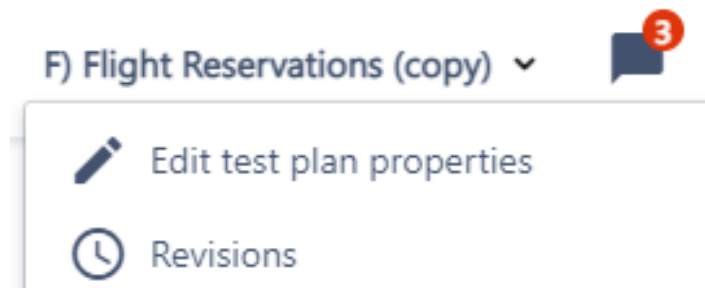 F) Flight Reservations (copy)
3
Edit test plan properties
Revisions